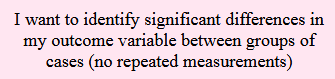 I want to identify significant differences in
my outcome variable between groups of
cases (no repeated measurements)